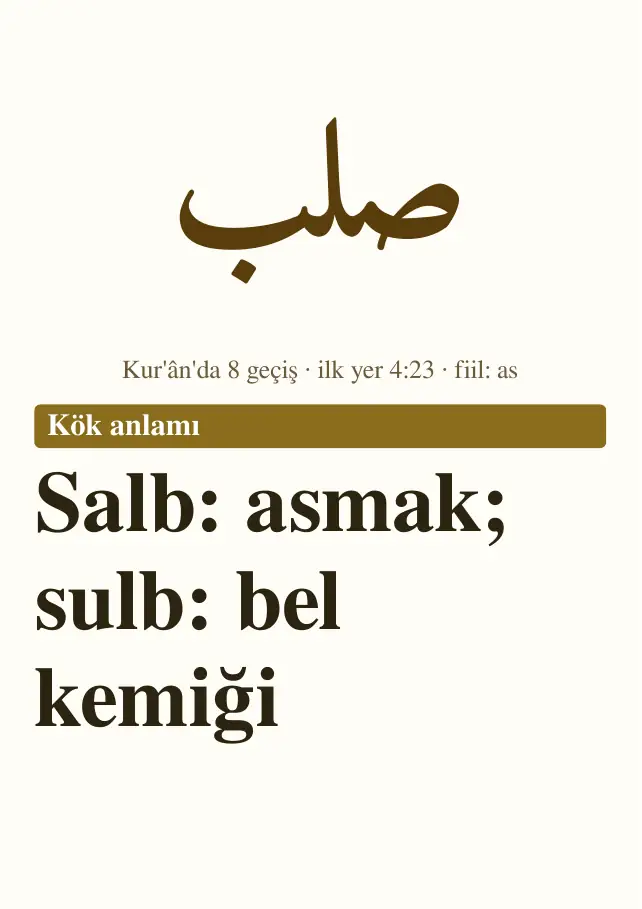 صلب
Kur'ân'da 8 geçiş · ilk yer 4:23 · fiil: as
Kök anlamı
Salb: asmak;
sulb: bel
kemiği